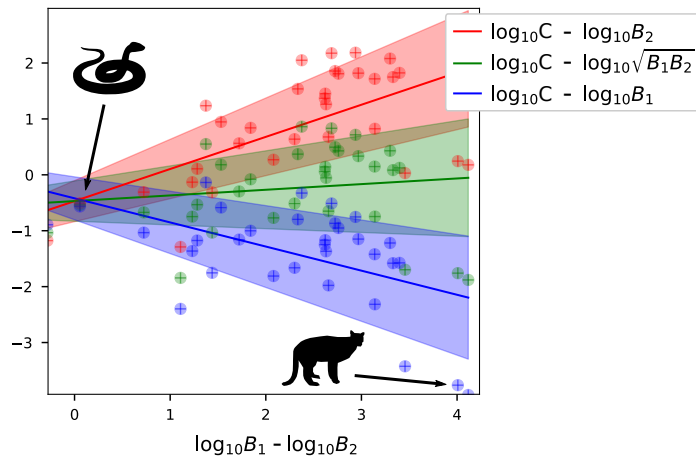 log₁₀C - log₁₀B₂
log₁₀C - log₁₀√B₁B₂
log₁₀C - log₁₀B₁
2
1
0
−1
−2
−3
0 1 2 3 4
log₁₀B₁ - log₁₀B₂